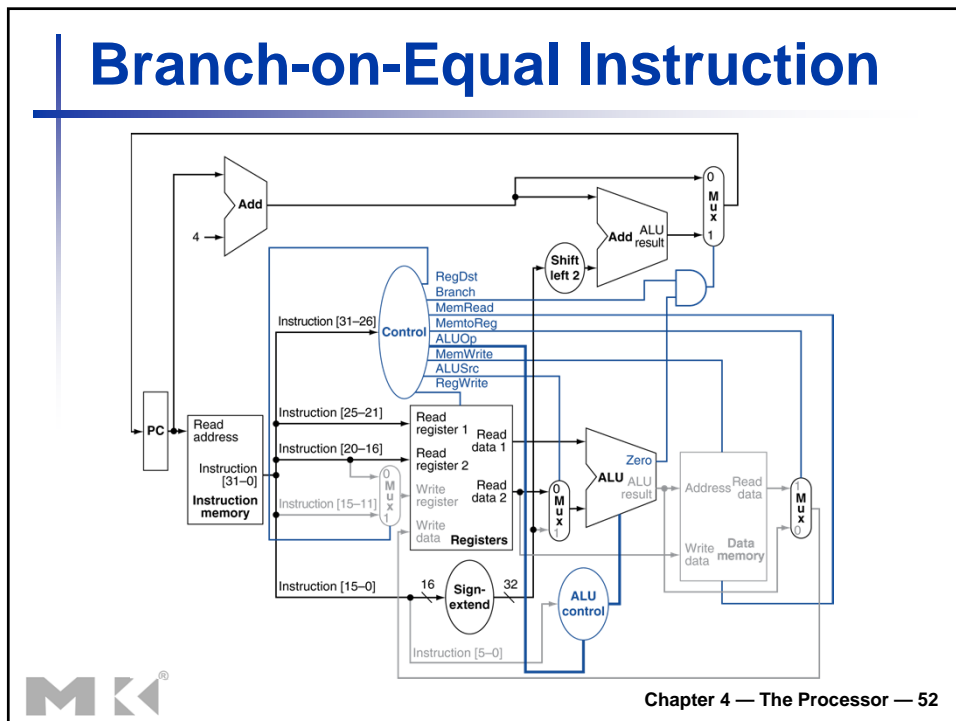 Branch-on-Equal Instruction
0
M
u
x
1
Add
4
Add
ALU
result
Shift
left 2
RegDst
Branch
MemRead
MemtoReg
ALUOp
MemWrite
ALUSrc
RegWrite
Instruction [31–26]
Control
PC
Read
address
Instruction
[31–0]
Instruction
memory
Instruction [25–21]
Instruction [20–16]
Instruction [15–11]
0
M
u
x
1
Read
register 1
Read
data 1
Read
register 2
Write
register
Read
data 2
Write
data
Registers
0
M
u
x
1
Zero
ALU
ALU
result
Address
Read
data
Write
data
Data
memory
1
M
u
x
0
Instruction [15–0]
16
Sign-
extend
32
ALU
control
Instruction [5–0]
MK®
Chapter 4 — The Processor — 52